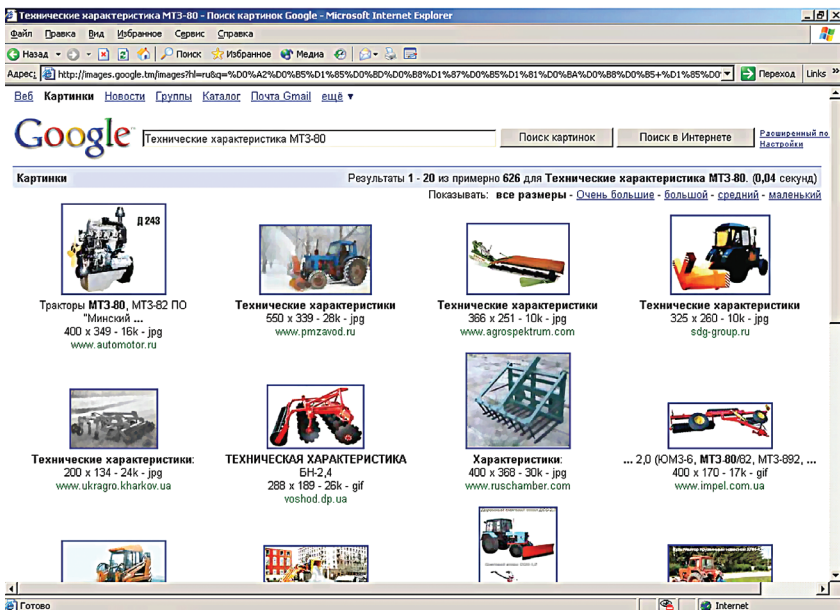 Технические характеристика МТЗ-80 - Поиск картинок Google - Microsoft Internet Explorer
Файл Правка Вид Избранное Сервис Справка
Назад Поиск Избранное Медиа
Адрес: http://images.google.tm/images?hl=ru&q=%D0%A2%D0%B5%D1%85%D0%BD%D0%B8%D1%87%D0%B5%D1%81%D0%BA%D0%B8%D0%B5+%D1%85%D0 Переход Links »
Веб Картинки Новости Группы Каталог Почта Gmail ещё ▼
Google Технические характеристика МТЗ-80 Поиск картинок Поиск в Интернете Расширенный по
Настройки
Картинки Результаты 1 - 20 из примерно 626 для Технические характеристика МТЗ-80. (0,04 секунд)
Показывать: все размеры - Очень большие - большой - средний - маленький
Д 243
Тракторы МТЗ-80, МТЗ-82 ПО
"Минский ...
400 x 349 - 16k - jpg
www.automotor.ru
Технические характеристики
550 x 339 - 28k - jpg
www.pmzavod.ru
Технические характеристики
366 x 251 - 10k - jpg
www.agrospektrum.com
Технические характеристики
325 x 260 - 10k - jpg
sdg-group.ru
Технические характеристики:
200 x 134 - 24k - jpg
www.ukragro.kharkov.ua
ТЕХНИЧЕСКАЯ ХАРАКТЕРИСТИКА
БН-2,4
288 x 189 - 26k - gif
voshod.dp.ua
Характеристики:
400 x 368 - 30k - jpg
www.ruschamber.com
... 2,0 (ЮМЗ-6, МТЗ-80/82, МТЗ-892, ...
400 x 170 - 17k - gif
www.impel.com.ua
Готово Internet